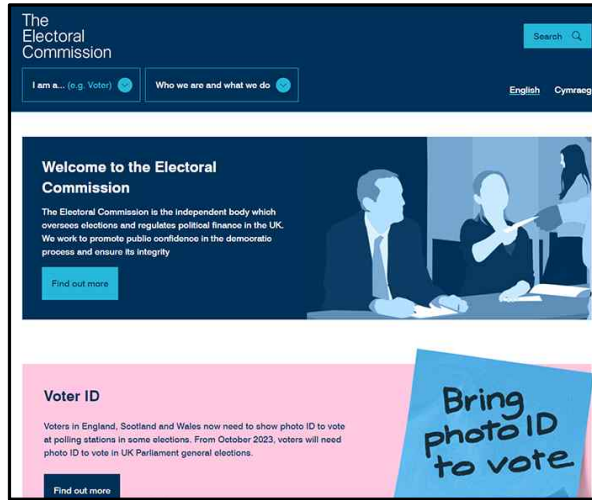 The
Electoral
Commission
Search
I am a... (e.g. Voter)
Who we are and what we do
English Cymraeg
Welcome to the Electoral
Commission
The Electoral Commission is the independent body which
oversees elections and regulates political finance in the UK.
We work to promote public confidence in the democratic
process and ensure its integrity
Find out more
Voter ID
Voters in England, Scotland and Wales now need to show photo ID to vote
at polling stations in some elections. From October 2023, voters will need
photo ID to vote in UK Parliament general elections.
Find out more
Bring
photo ID
to vote